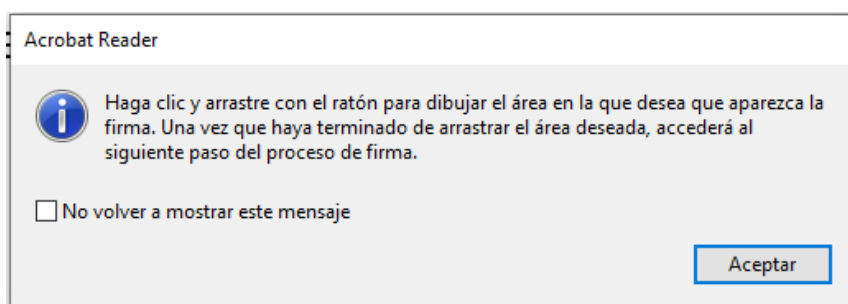 Acrobat Reader
Haga clic y arrastre con el ratón para dibujar el área en la que desea que aparezca la
firma. Una vez que haya terminado de arrastrar el área deseada, accederá al
siguiente paso del proceso de firma.
No volver a mostrar este mensaje
Aceptar